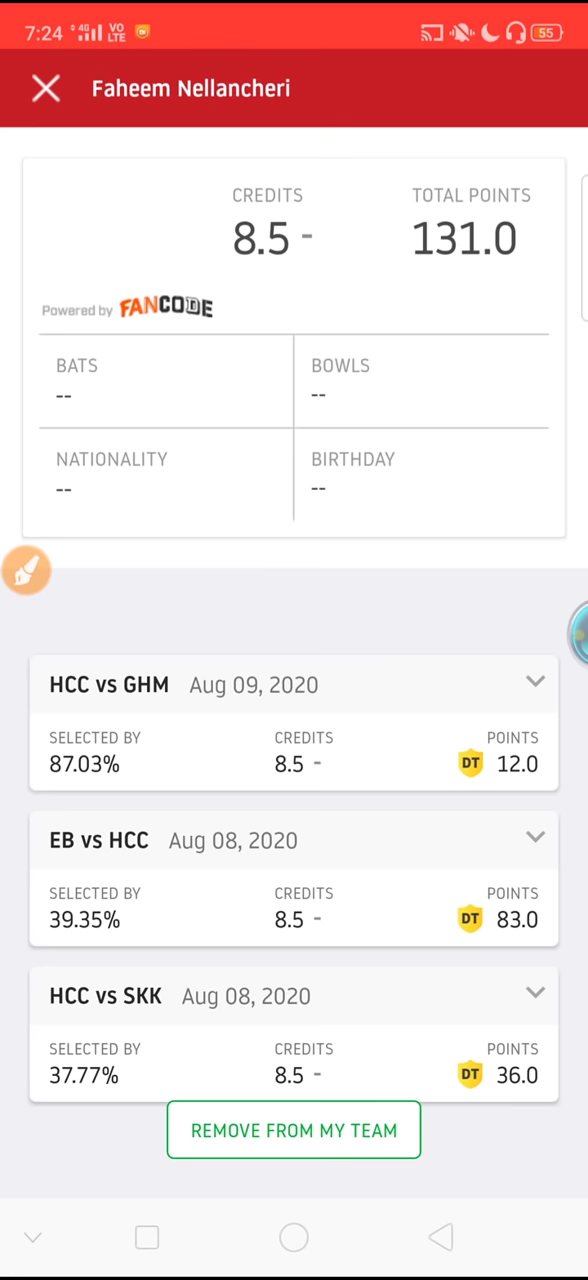 7:24 4G VO LTE 55
Faheem Nellancheri
CREDITS TOTAL POINTS
8.5 - 131.0
Powered by FANCODE
BATS BOWLS
-- --
NATIONALITY BIRTHDAY
-- --
HCC vs GHM Aug 09, 2020
SELECTED BY CREDITS POINTS
87.03% 8.5 - DT 12.0
EB vs HCC Aug 08, 2020
SELECTED BY CREDITS POINTS
39.35% 8.5 - DT 83.0
HCC vs SKK Aug 08, 2020
SELECTED BY CREDITS POINTS
37.77% 8.5 - DT 36.0
REMOVE FROM MY TEAM